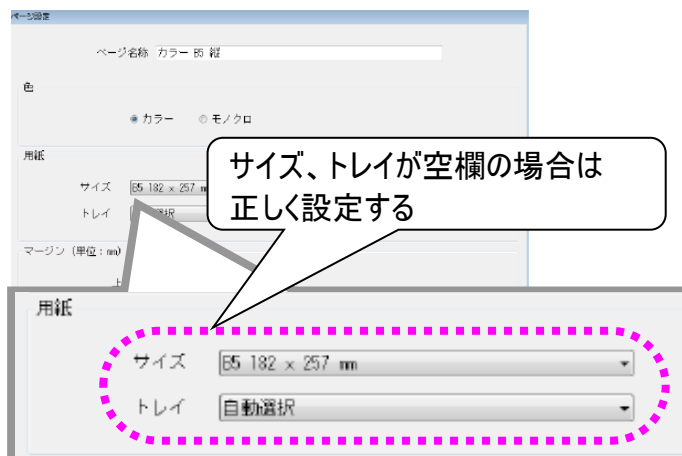 ページ設定
ページ名称 カラー B5 縦
色
カラー モノクロ
用紙
サイズ、トレイが空欄の場合は
正しく設定する
サイズ B5 182 x 257 m
トレイ 選択
マージン (単位:mm)
上
用紙
サイズ B5 182 x 257 mm
トレイ 自動選択